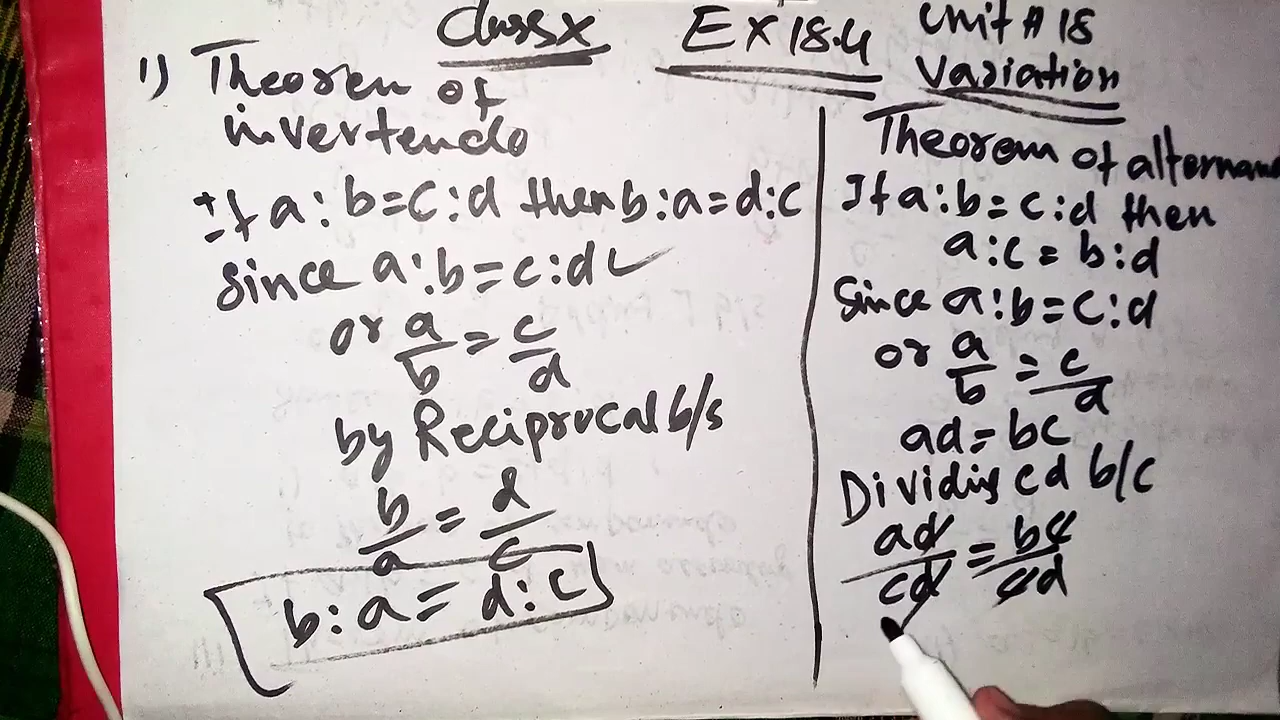 Class X Ex 18.4 Unit # 18
Variation
1) Theorem of
invertendo
If a : b = c : d then b : a = d : c
Since a : b = c : d
or a/b = c/d
by Reciprocal b/s
b/a = d/c
b : a = d : c
Theorem of alternano
If a : b = c : d then
a : c = b : d
Since a : b = c : d
or a/b = c/d
ad = bc
Dividing cd b/c
ad/cd = bc/cd